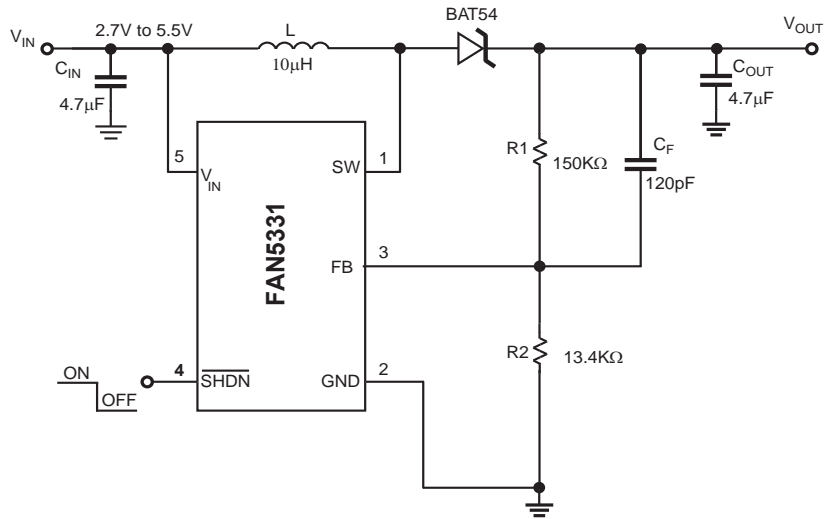 BAT54
V_IN
2.7V to 5.5V
L
V_OUT
C_IN
10μH
C_OUT
4.7μF
4.7μF
5
1
R1
C_F
V_IN
SW
150KΩ
120pF
FAN5331
3
FB
R2
13.4KΩ
ON
4
SHDN
GND
2
OFF